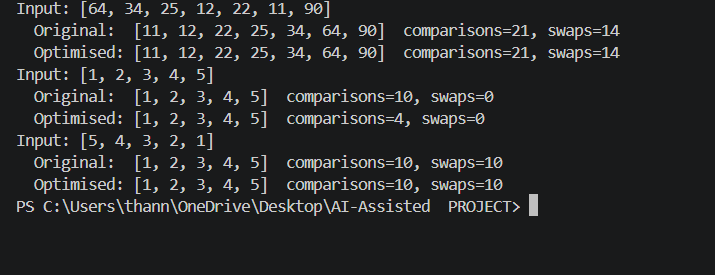 Input: [64, 34, 25, 12, 22, 11, 90]
  Original:  [11, 12, 22, 25, 34, 64, 90]  comparisons=21, swaps=14
  Optimised: [11, 12, 22, 25, 34, 64, 90]  comparisons=21, swaps=14
Input: [1, 2, 3, 4, 5]
  Original:  [1, 2, 3, 4, 5]  comparisons=10, swaps=0
  Optimised: [1, 2, 3, 4, 5]  comparisons=4, swaps=0
Input: [5, 4, 3, 2, 1]
  Original:  [1, 2, 3, 4, 5]  comparisons=10, swaps=10
  Optimised: [1, 2, 3, 4, 5]  comparisons=10, swaps=10
PS C:\Users\thann\OneDrive\Desktop\AI-Assisted  PROJECT>